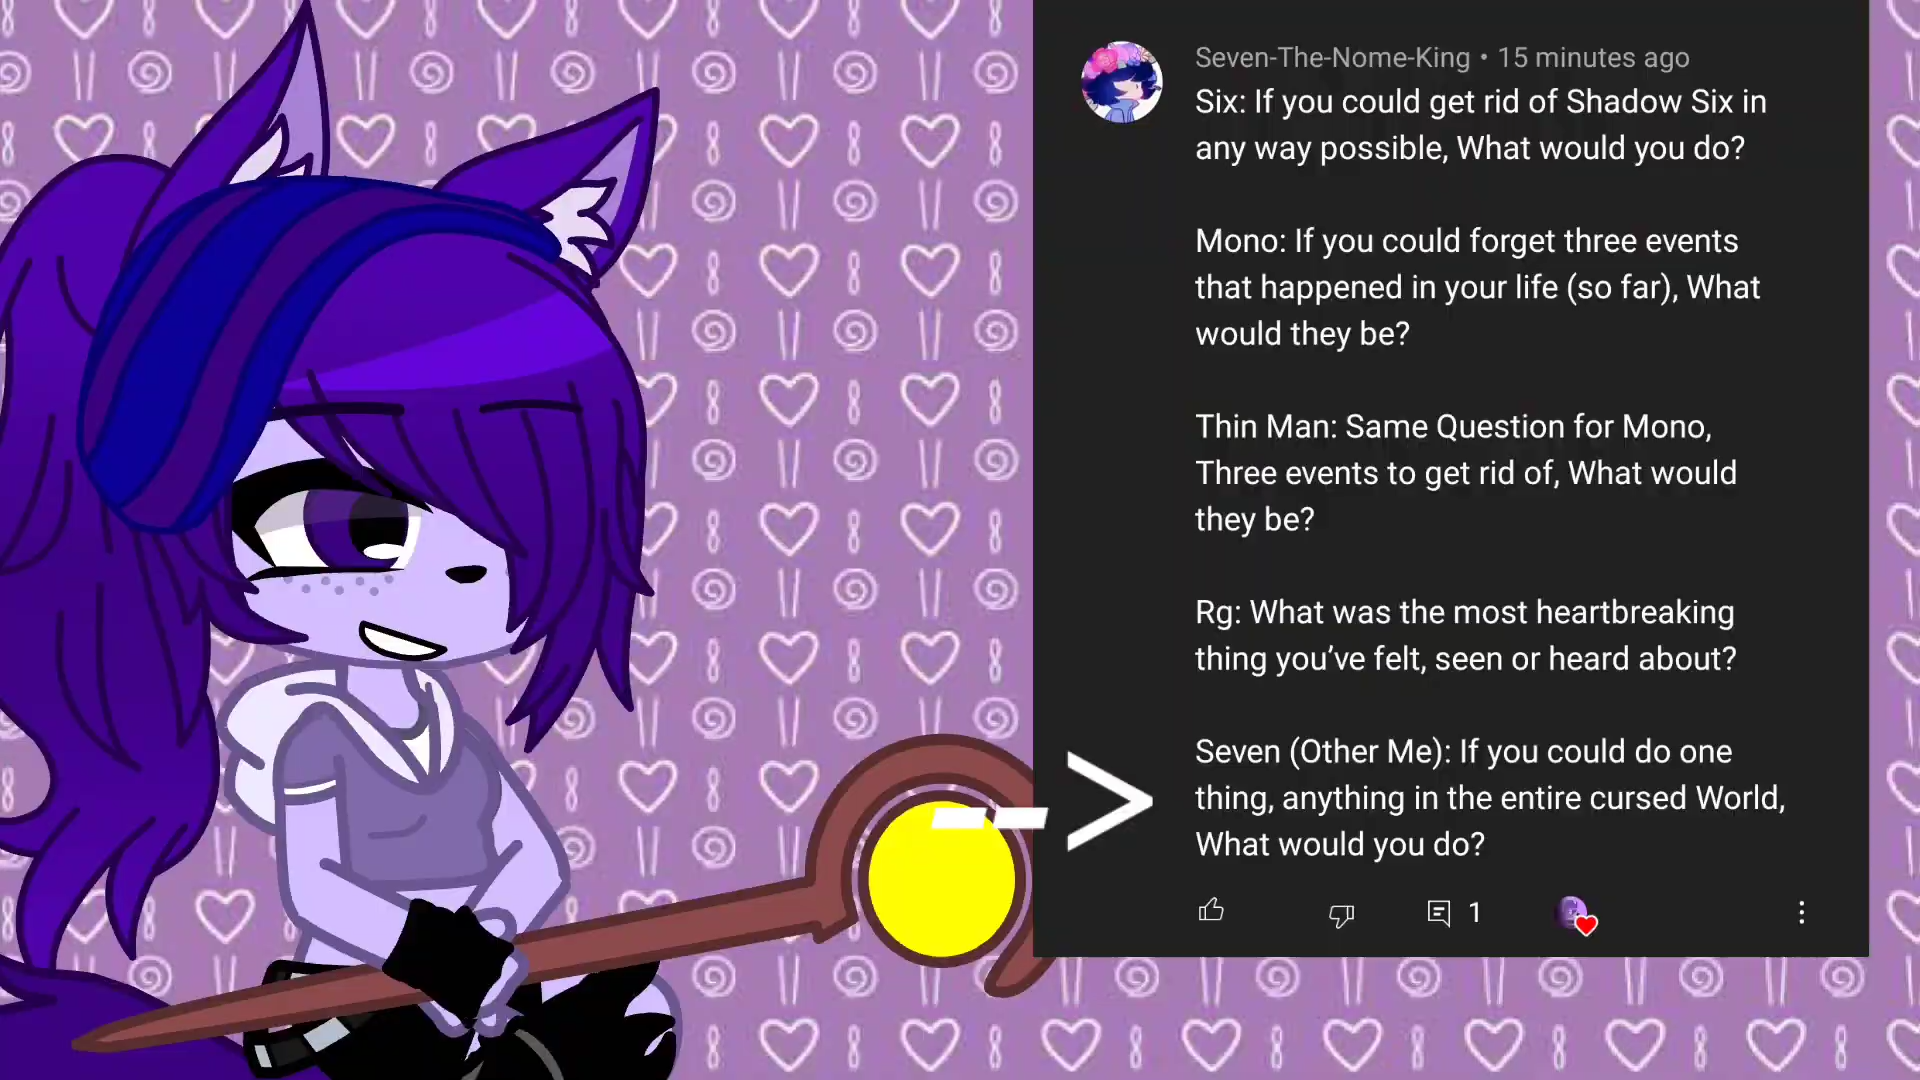 Seven-The-Nome-King • 15 minutes ago
Six: If you could get rid of Shadow Six in
any way possible, What would you do?
Mono: If you could forget three events
that happened in your life (so far), What
would they be?
Thin Man: Same Question for Mono,
Three events to get rid of, What would
they be?
Rg: What was the most heartbreaking
thing you’ve felt, seen or heard about?
Seven (Other Me): If you could do one
thing, anything in the entire cursed World,
What would you do?
-->
1